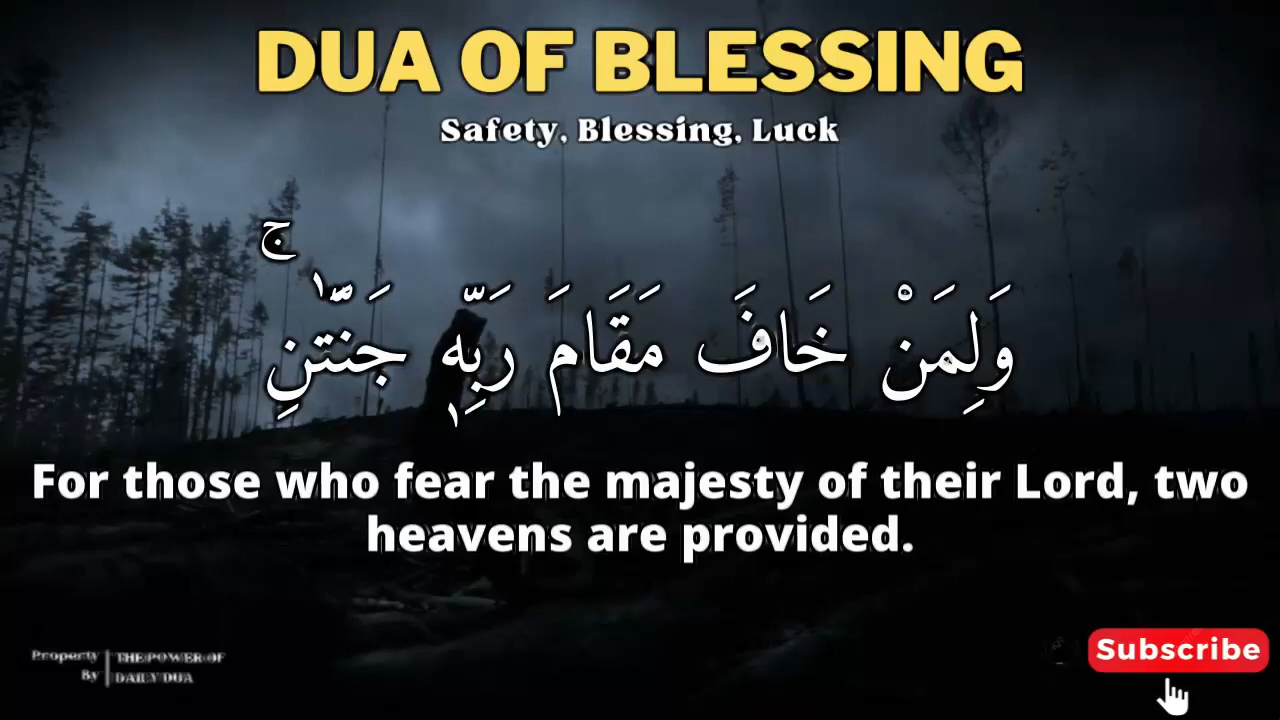 DUA OF BLESSING
Safety, Blessing, Luck
وَلِمَنْ خَافَ مَقَامَ رَبِّهٖ جَنَّتٰنِۚ
For those who fear the majesty of their Lord, two
heavens are provided.
Property | THE POWER OF
By | DAILY DUA
Subscribe